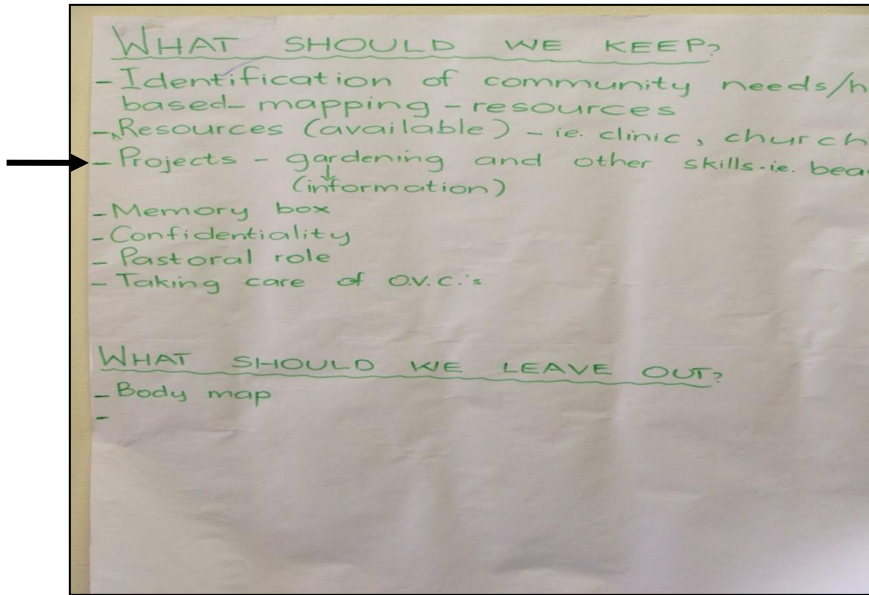 WHAT SHOULD WE KEEP?
- Identification of community needs/
based - mapping - resources
- Resources (available) - ie. clinic, church
- Projects - gardening and other skills - ie.
(information)
- Memory box
- Confidentiality
- Pastoral role
- Taking care of O.V.C.'s
WHAT SHOULD WE LEAVE OUT?
- Body map
-